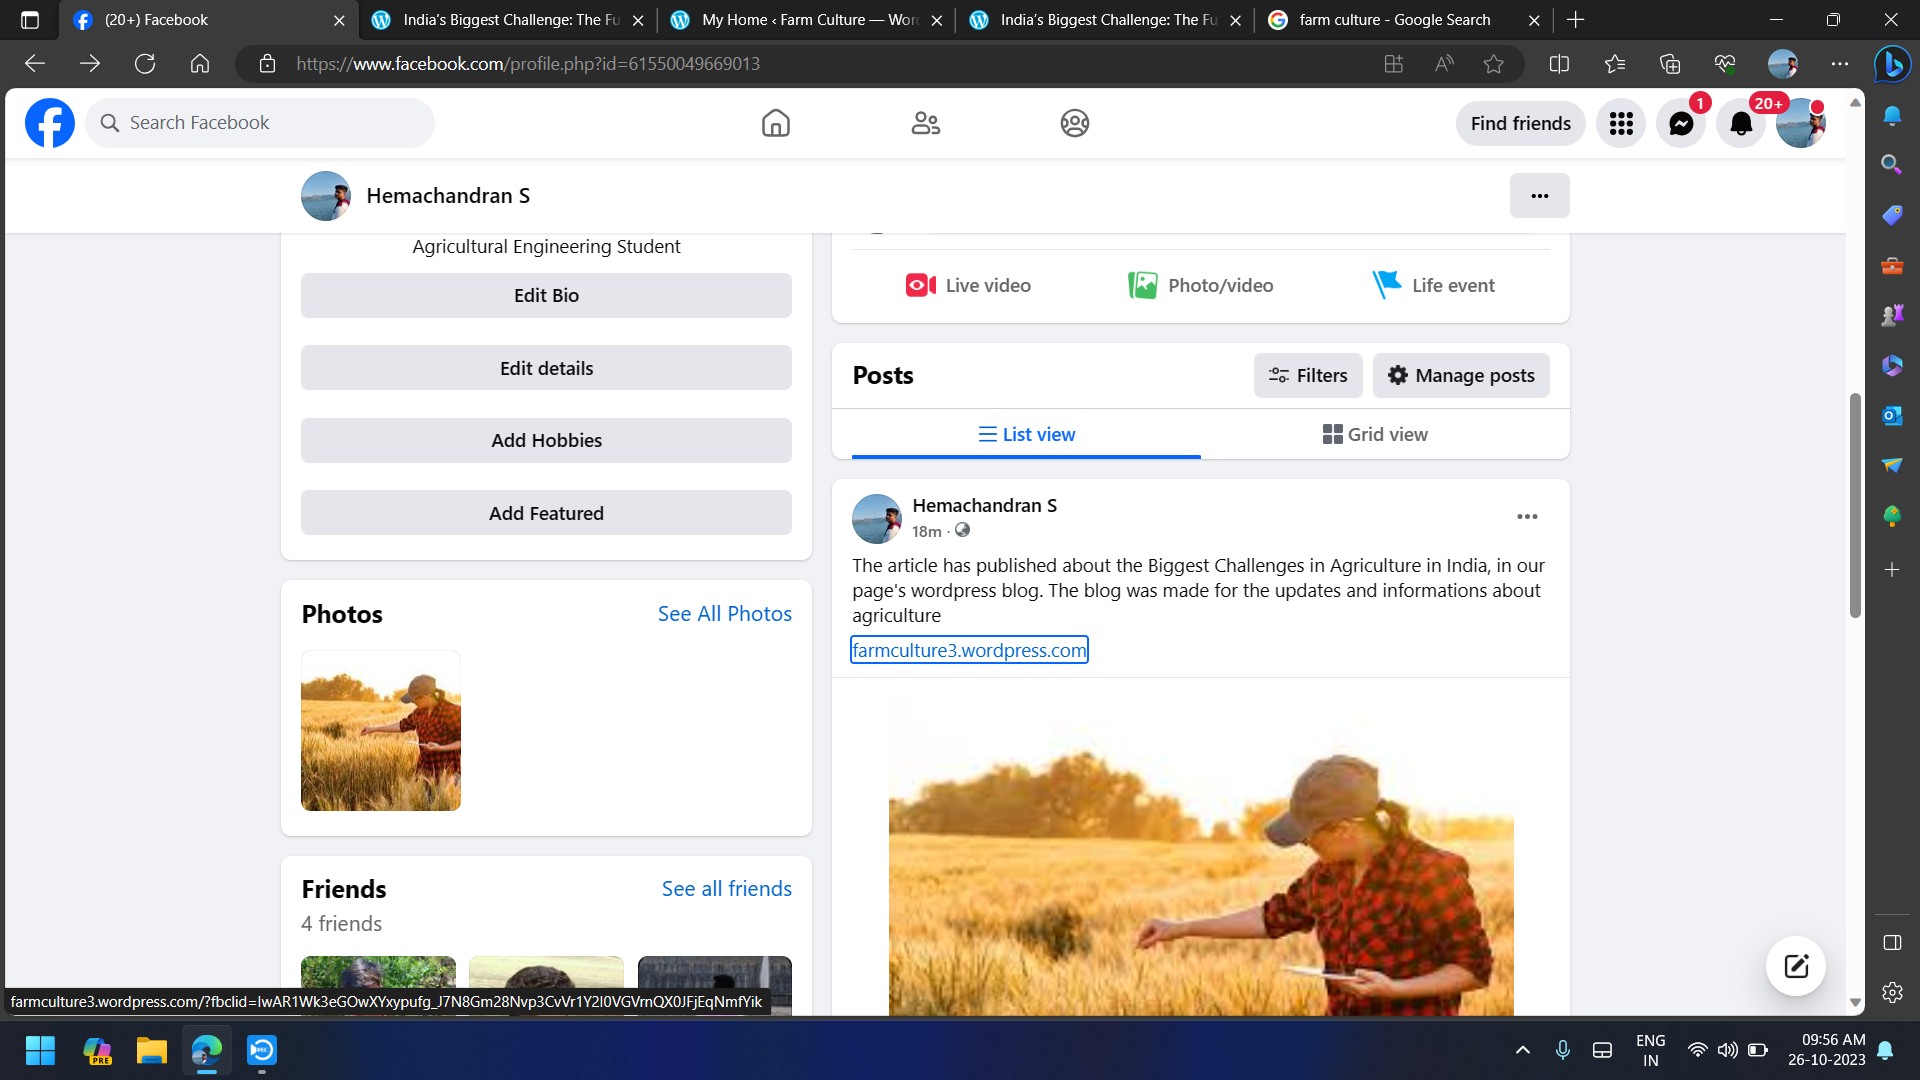 (20+) Facebook
India's Biggest Challenge: The Fu
My Home ‹ Farm Culture — Wor
India's Biggest Challenge: The Fu
farm culture - Google Search
https://www.facebook.com/profile.php?id=61550049669013
Search Facebook
Find friends
1
20+
Hemachandran S
Agricultural Engineering Student
Edit Bio
Edit details
Add Hobbies
Add Featured
Photos
See All Photos
Friends
See all friends
4 friends
Live video
Photo/video
Life event
Posts
Filters
Manage posts
List view
Grid view
Hemachandran S
18m ·
The article has published about the Biggest Challenges in Agriculture in India, in our
page's wordpress blog. The blog was made for the updates and informations about
agriculture
farmculture3.wordpress.com
farmculture3.wordpress.com/?fbclid=IwAR1Wk3eGOwXYxypufg_J7N8Gm28Nvp3CvVr1Y2I0VGVrnQX0JFjEqNmfYik
PRE
ENG
IN
09:56 AM
26-10-2023